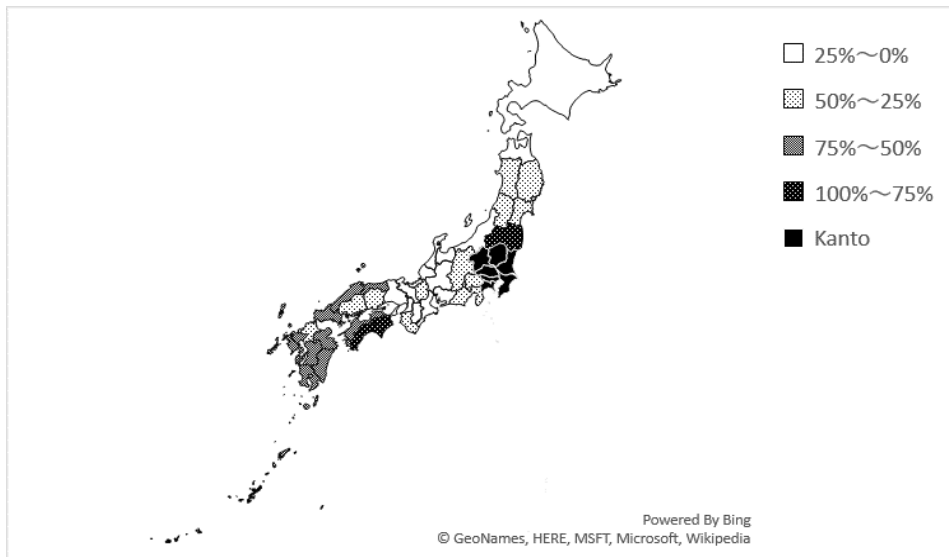 25%～0%
50%～25%
75%～50%
100%～75%
Kanto
Powered By Bing
© GeoNames, HERE, MSFT, Microsoft, Wikipedia